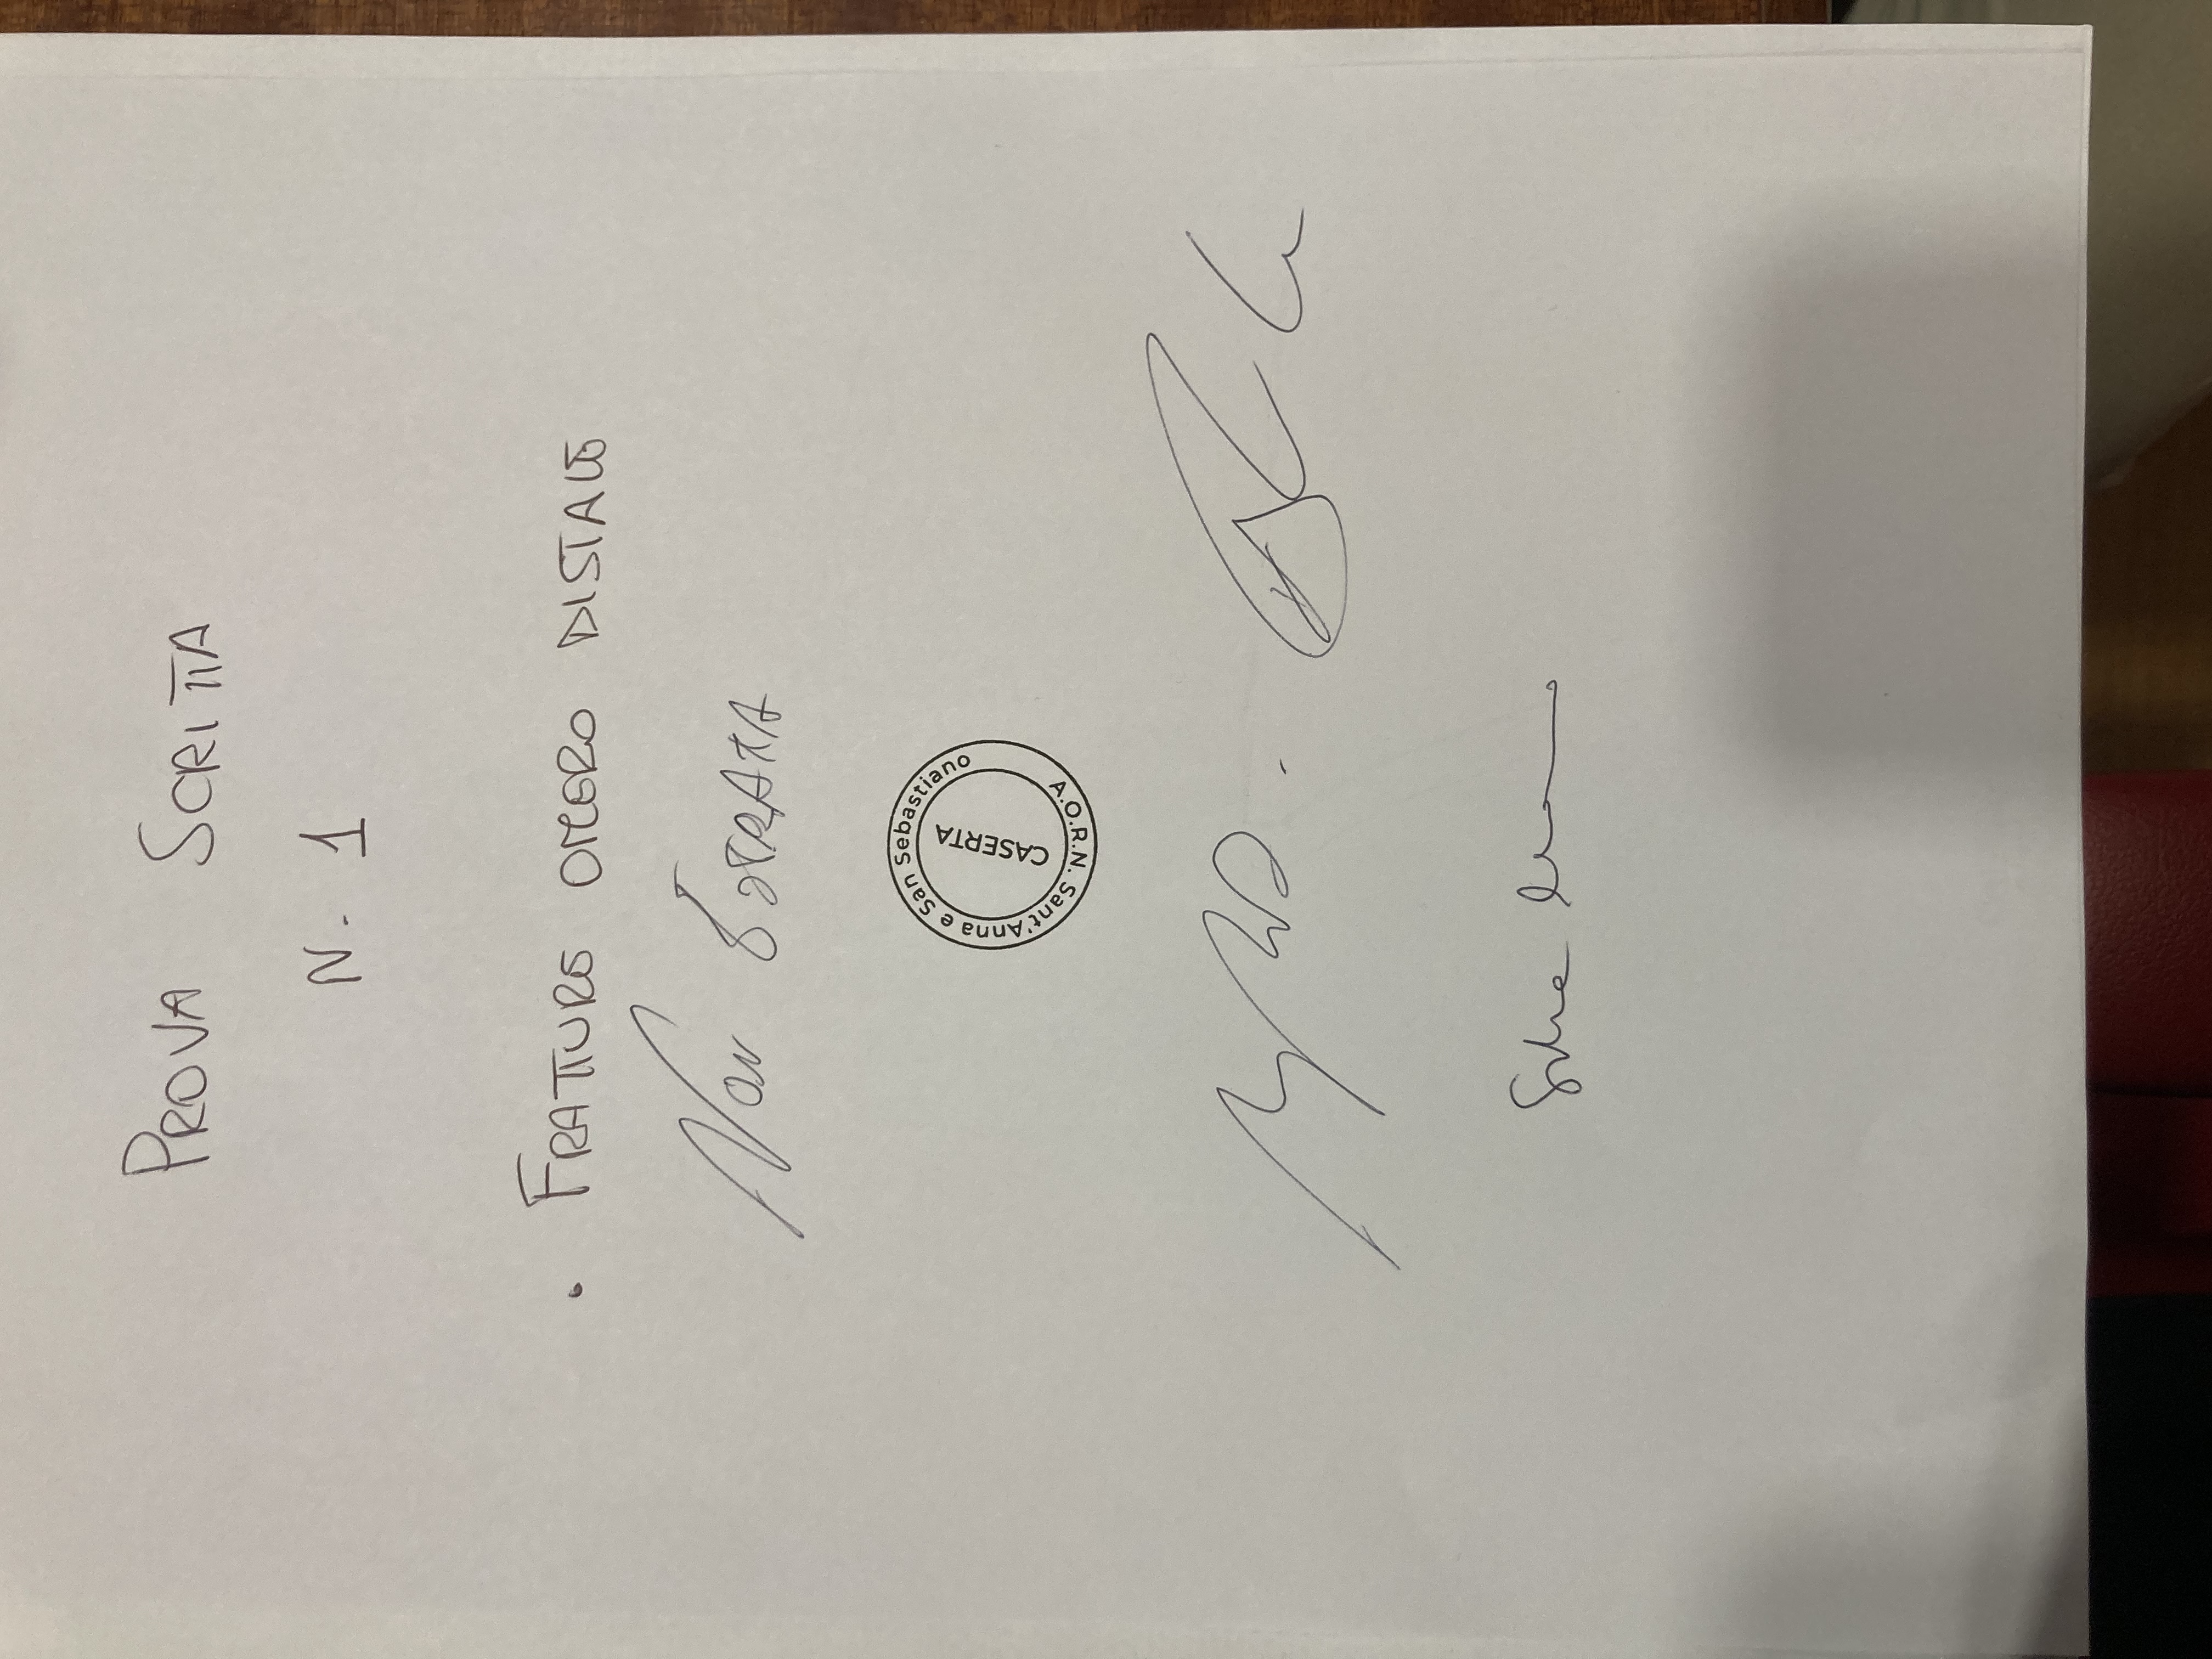 PROVA SCRITTA
N. 1
• FRATTURE OMERO DISTALE
NON ESTRATTA
A.O.R.N. Sant'Anna e San Sebastiano
CASERTA